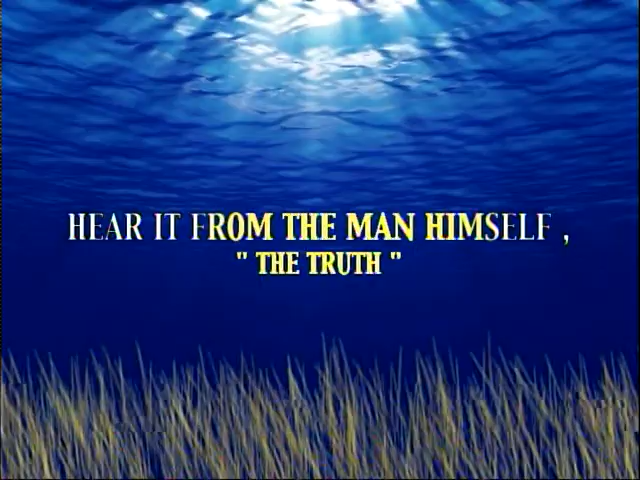 HEAR IT FROM THE MAN HIMSELF ,
" THE TRUTH "